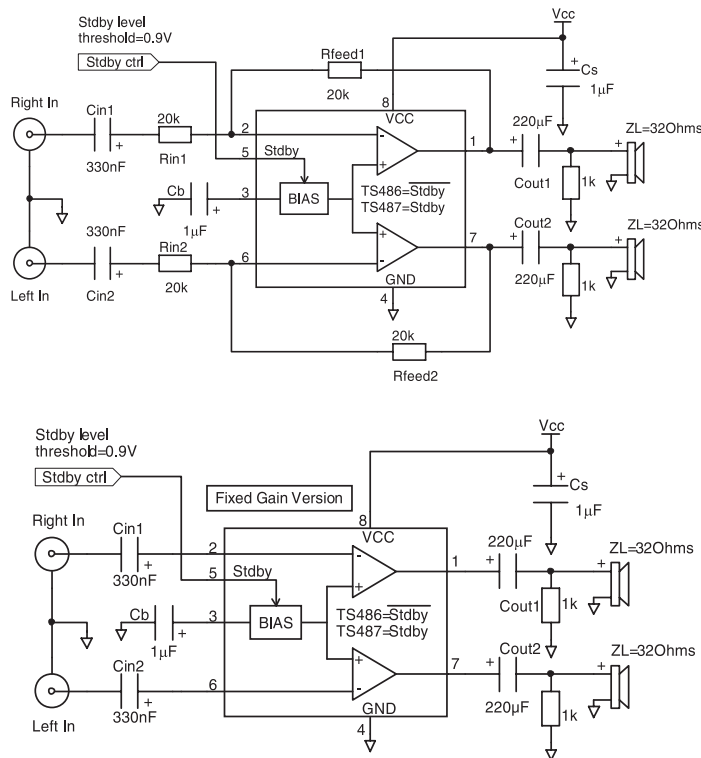 Stdby level
threshold=0.9V
Stdby ctrl
Vcc
Rfeed1
20k
+ Cs
1µF
8
VCC
Right In
Cin1
+
330nF
20k
Rin1
2
5
Stdby
-
+
1
220µF
+
Cout1
1k
ZL=32Ohms
+
Cb
+
1µF
3
BIAS
TS486=Stdby
TS487=Stdby
330nF
+
Cin2
Left In
Rin2
20k
6
+
-
7
Cout2
+
220µF
1k
ZL=32Ohms
+
GND
4
20k
Rfeed2
Stdby level
threshold=0.9V
Stdby ctrl
Vcc
Fixed Gain Version
+ Cs
1µF
8
VCC
Right In
Cin1
+
330nF
2
5
Stdby
-
+
1
220µF
+
Cout1
1k
ZL=32Ohms
+
Cb
+
1µF
3
BIAS
TS486=Stdby
TS487=Stdby
Cin2
+
330nF
Left In
6
+
-
7
Cout2
+
220µF
1k
ZL=32Ohms
+
GND
4